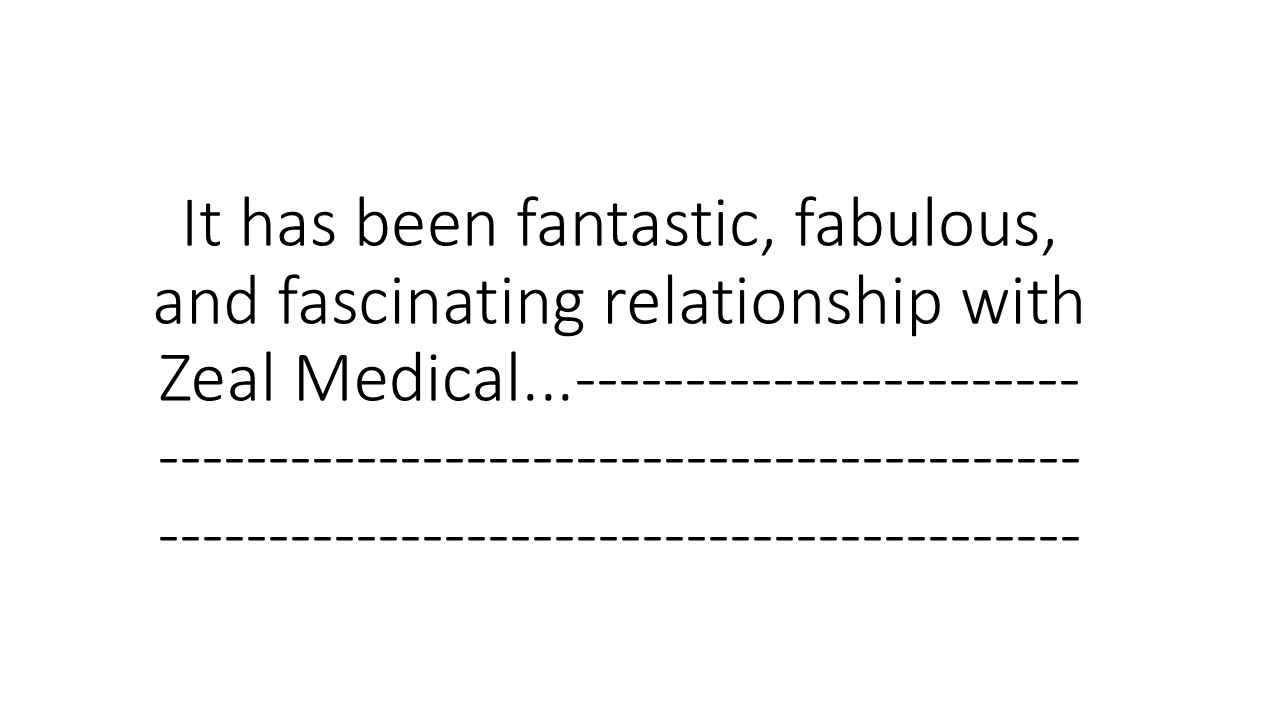 It has been fantastic, fabulous,
and fascinating relationship with
Zeal Medical...-----------------------
------------------------------------------
------------------------------------------